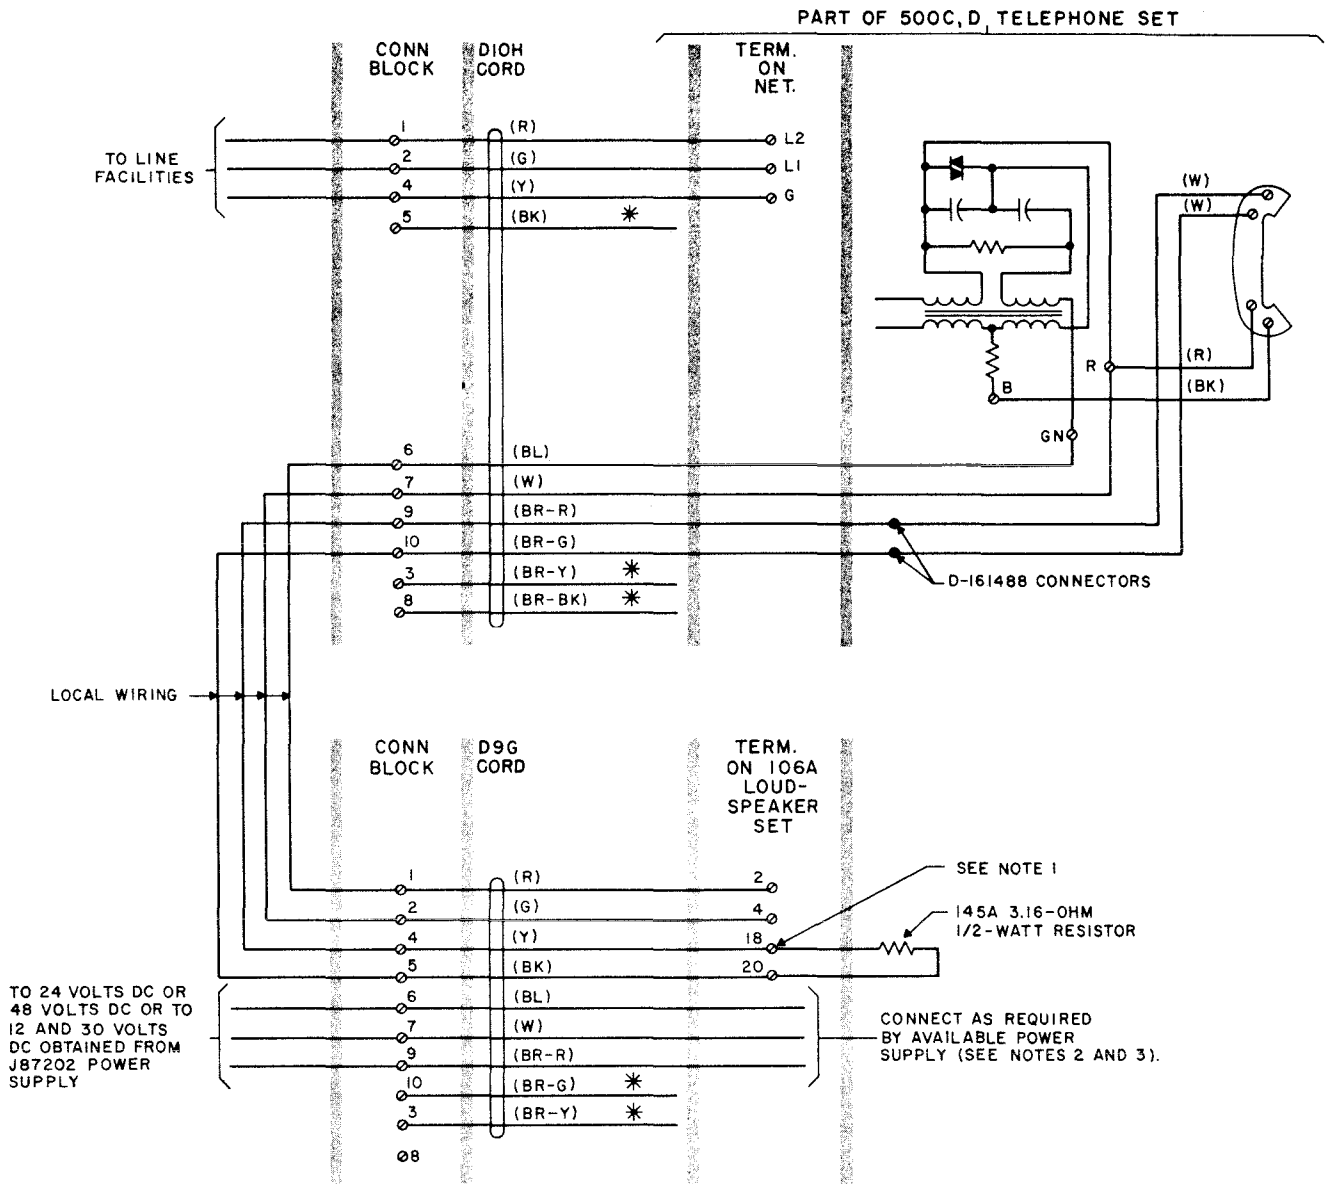 PART OF 500C, D, TELEPHONE SET
CONN
BLOCK
D10H
CORD
TERM.
ON
NET.
TO LINE
FACILITIES
1
(R)
L2
2
(G)
L1
4
(Y)
G
5
(BK)
*
(W)
(W)
R
(R)
B
(BK)
GN
6
(BL)
7
(W)
9
(BR-R)
10
(BR-G)
3
(BR-Y)
*
8
(BR-BK)
*
D-161488 CONNECTORS
LOCAL WIRING
CONN
BLOCK
D9G
CORD
TERM.
ON 106A
LOUD-
SPEAKER
SET
1
(R)
2
SEE NOTE 1
2
(G)
4
145A 3.16-OHM
1/2-WATT RESISTOR
4
(Y)
18
5
(BK)
20
TO 24 VOLTS DC OR
48 VOLTS DC OR TO
12 AND 30 VOLTS
DC OBTAINED FROM
J87202 POWER
SUPPLY
6
(BL)
7
(W)
9
(BR-R)
CONNECT AS REQUIRED
BY AVAILABLE POWER
SUPPLY (SEE NOTES 2 AND 3).
10
(BR-G)
*
3
(BR-Y)
*
8